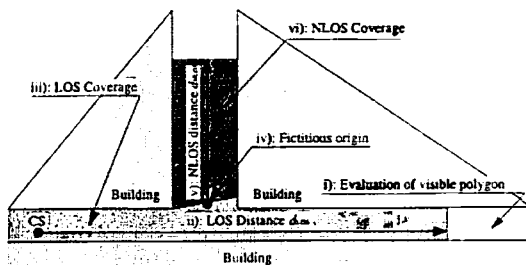 vi): NLOS Coverage
iii): LOS Coverage
v): NLOS distance
iv): Fictitious origin
Building
Building
i): Evaluation of visible polygon
CS
ii): LOS Distance
Building